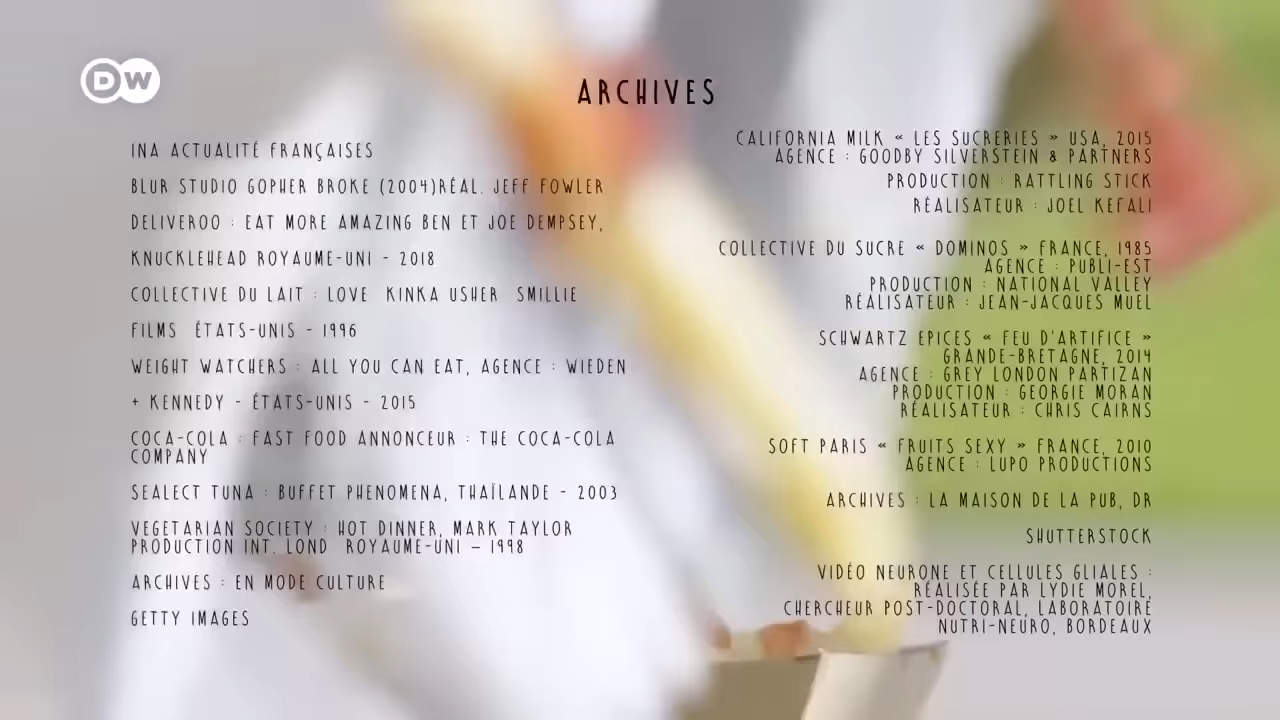 DW
ARCHIVES
INA ACTUALITÉ FRANÇAISES
BLUR STUDIO GOPHER BROKE (2004)RÉAL. JEFF FOWLER
DELIVEROO : EAT MORE AMAZING BEN ET JOE DEMPSEY,
KNUCKLEHEAD ROYAUME-UNI - 2018
COLLECTIVE DU LAIT : LOVE KINKA USHER SMILLIE
FILMS ÉTATS-UNIS - 1996
WEIGHT WATCHERS : ALL YOU CAN EAT, AGENCE : WIEDEN
+ KENNEDY - ÉTATS-UNIS - 2015
COCA-COLA : FAST FOOD ANNONCEUR : THE COCA-COLA
COMPANY
SEALECT TUNA : BUFFET PHENOMENA, THAÏLANDE - 2003
VEGETARIAN SOCIETY : HOT DINNER, MARK TAYLOR
PRODUCTION INT. LOND ROYAUME-UNI – 1998
ARCHIVES : EN MODE CULTURE
GETTY IMAGES
CALIFORNIA MILK « LES SUCRERIES » USA, 2015
AGENCE : GOODBY SILVERSTEIN & PARTNERS
PRODUCTION : RATTLING STICK
RÉALISATEUR : JOEL KEFALI
COLLECTIVE DU SUCRE « DOMINOS » FRANCE, 1985
AGENCE : PUBLI-EST
PRODUCTION : NATIONAL VALLEY
RÉALISATEUR : JEAN-JACQUES MUEL
SCHWARTZ EPICES « FEU D'ARTIFICE »
GRANDE-BRETAGNE, 2014
AGENCE : GREY LONDON PARTIZAN
PRODUCTION : GEORGIE MORAN
RÉALISATEUR : CHRIS CAIRNS
SOFT PARIS « FRUITS SEXY » FRANCE, 2010
AGENCE : LUPO PRODUCTIONS
ARCHIVES : LA MAISON DE LA PUB, DR
SHUTTERSTOCK
VIDÉO NEURONE ET CELLULES GLIALES :
RÉALISÉE PAR LYDIE MOREL,
CHERCHEUR POST-DOCTORAL, LABORATOIRE
NUTRI-NEURO, BORDEAUX